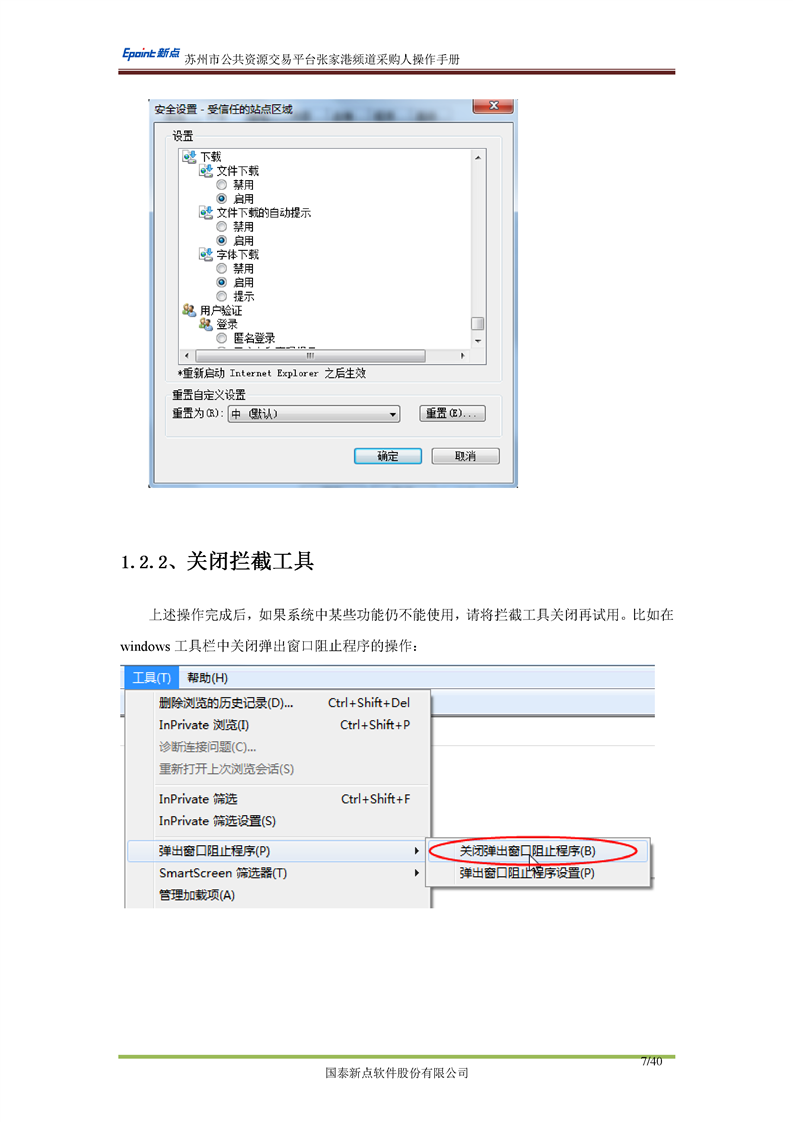 Epoint新点 苏州市公共资源交易平台张家港频道采购人操作手册
安全设置 - 受信任的站点区域
设置
下载
文件下载
禁用
启用
文件下载的自动提示
禁用
启用
字体下载
禁用
启用
提示
用户验证
登录
匿名登录
*重新启动 Internet Explorer 之后生效
重置自定义设置
重置为(R): 中 (默认) 重置(E)...
确定 取消
1.2.2、关闭拦截工具
上述操作完成后，如果系统中某些功能仍不能使用，请将拦截工具关闭再试用。比如在
windows 工具栏中关闭弹出窗口阻止程序的操作：
工具(T) 帮助(H)
删除浏览的历史记录(D)... Ctrl+Shift+Del
InPrivate 浏览(I) Ctrl+Shift+P
诊断连接问题(C)...
重新打开上次浏览会话(S)
InPrivate 筛选 Ctrl+Shift+F
InPrivate 筛选设置(S)
弹出窗口阻止程序(P) 关闭弹出窗口阻止程序(B)
SmartScreen 筛选器(T) 弹出窗口阻止程序设置(P)
管理加载项(A)
7/40
国泰新点软件股份有限公司